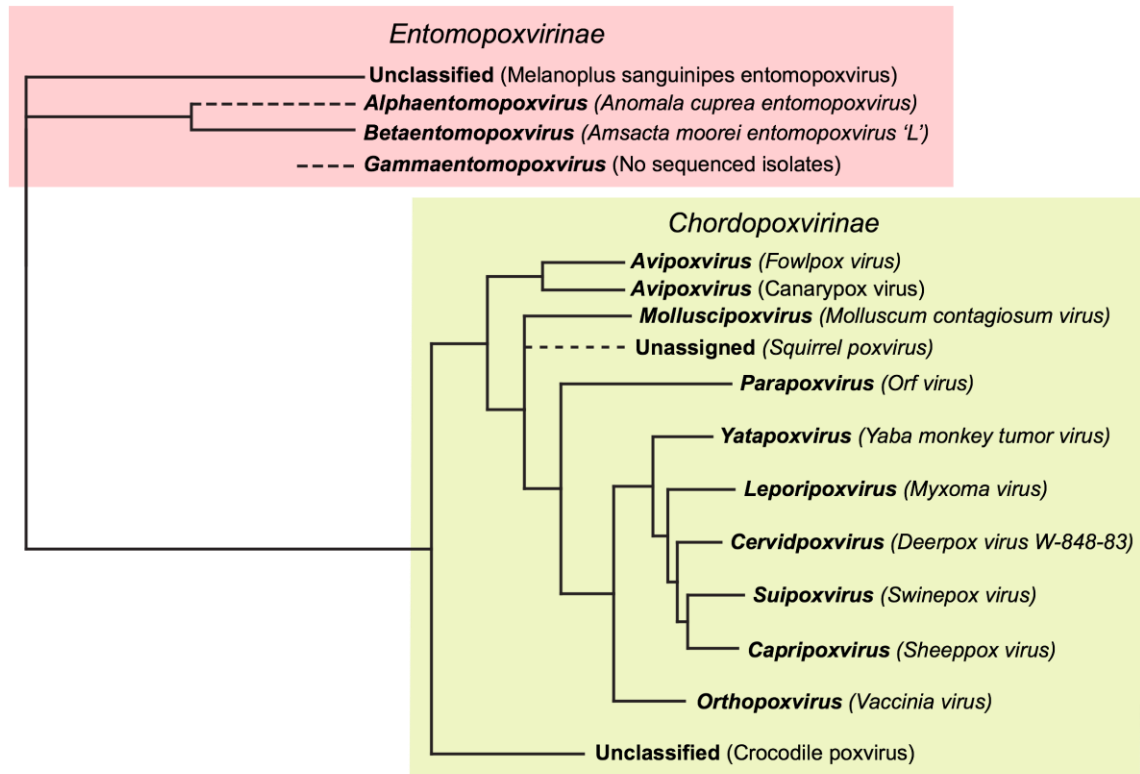 Entomopoxvirinae
Unclassified (Melanoplus sanguinipes entomopoxvirus)
Alphaentomopoxvirus (Anomala cuprea entomopoxvirus)
Betaentomopoxvirus (Amsacta moorei entomopoxvirus ‘L’)
Gammaentomopoxvirus (No sequenced isolates)
Chordopoxvirinae
Avipoxvirus (Fowlpox virus)
Avipoxvirus (Canarypox virus)
Molluscipoxvirus (Molluscum contagiosum virus)
Unassigned (Squirrel poxvirus)
Parapoxvirus (Orf virus)
Yatapoxvirus (Yaba monkey tumor virus)
Leporipoxvirus (Myxoma virus)
Cervidpoxvirus (Deerpox virus W-848-83)
Suipoxvirus (Swinepox virus)
Capripoxvirus (Sheeppox virus)
Orthopoxvirus (Vaccinia virus)
Unclassified (Crocodile poxvirus)